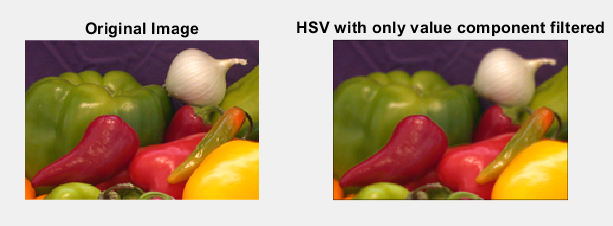 Original Image
HSV with only value component filtered